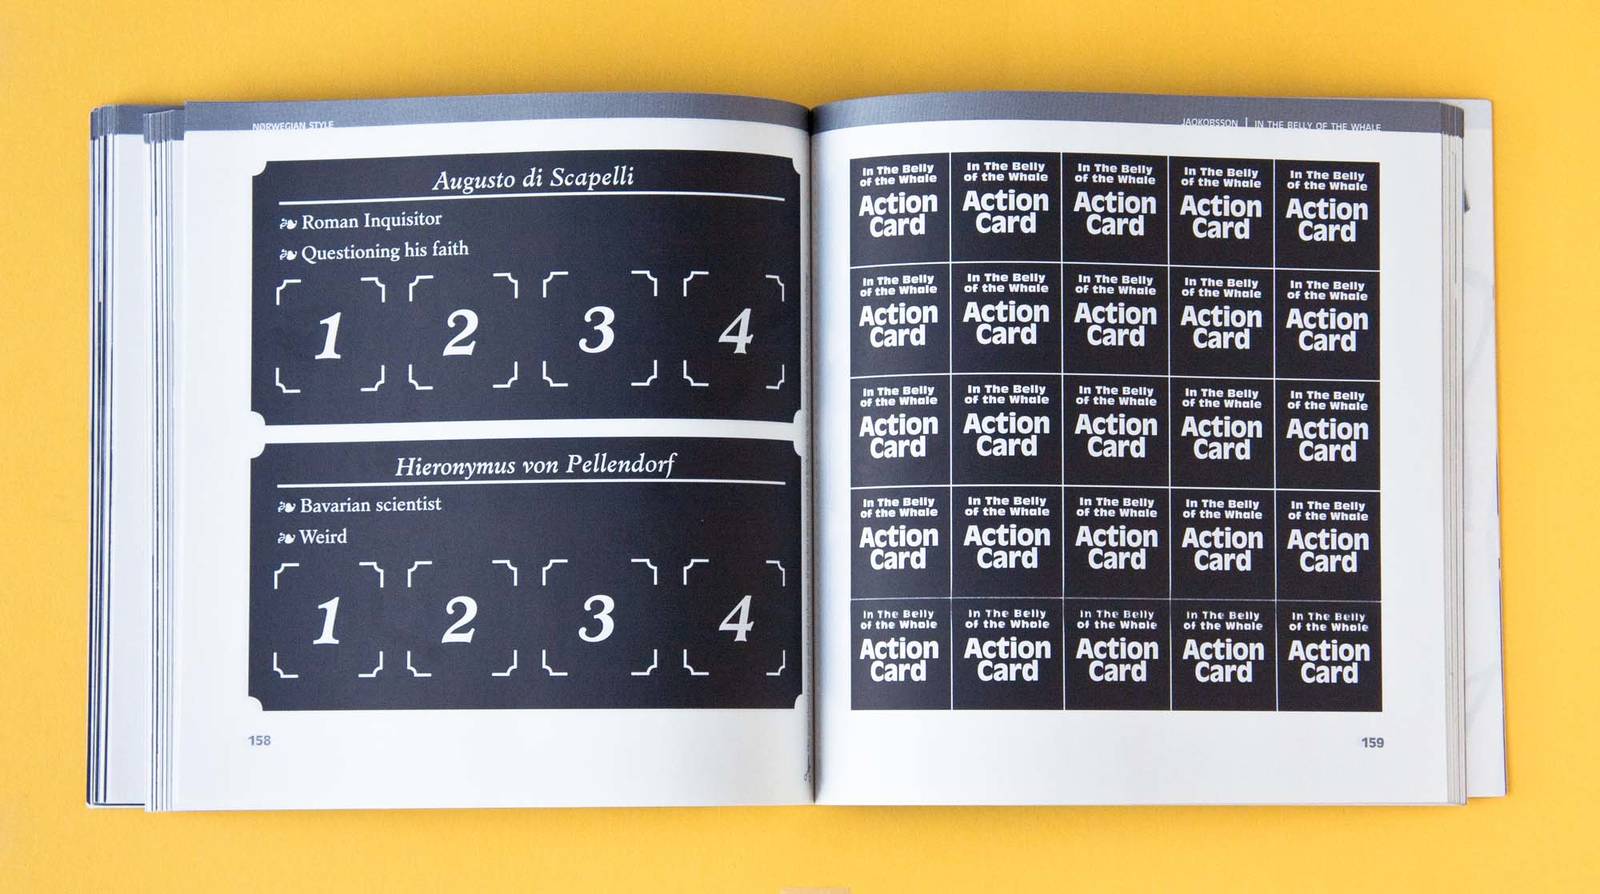 NØRWEGIAN STYLE
Augusto di Scapelli
Roman Inquisitor
Questioning his faith
1 2 3 4
Hieronymus von Pellendorf
Bavarian scientist
Weird
1 2 3 4
158
JAOKORSSON | IN THE BELLY OF THE WHALE
In The Belly In The Belly In The Belly In The Belly In The Belly
of the Whale of the Whale of the Whale of the Whale of the Whale
Action Action Action Action Action
Card Card Card Card Card
In The Belly In The Belly In The Belly In The Belly In The Belly
of the Whale of the Whale of the Whale of the Whale of the Whale
Action Action Action Action Action
Card Card Card Card Card
In The Belly In The Belly In The Belly In The Belly In The Belly
of the Whale of the Whale of the Whale of the Whale of the Whale
Action Action Action Action Action
Card Card Card Card Card
In The Belly In The Belly In The Belly In The Belly In The Belly
of the Whale of the Whale of the Whale of the Whale of the Whale
Action Action Action Action Action
Card Card Card Card Card
In The Belly In The Belly In The Belly In The Belly In The Belly
of the Whale of the Whale of the Whale of the Whale of the Whale
Action Action Action Action Action
Card Card Card Card Card
159